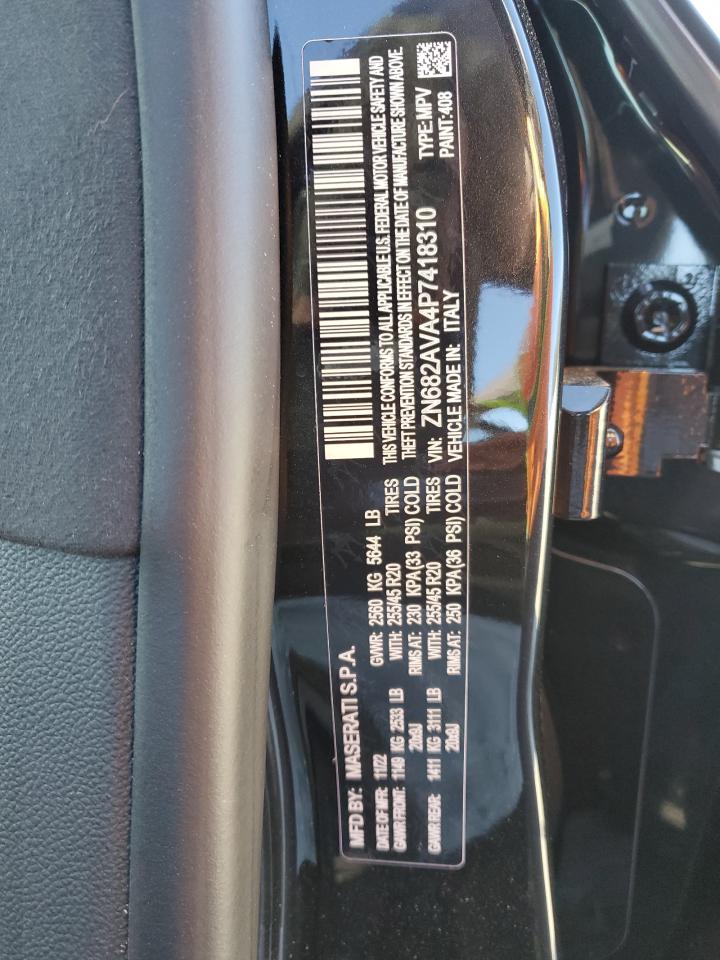 MFD BY: MASERATI S.P.A.
DATE OF MFR: 11/22 GVWR: 2560 KG 5644 LB
GWR FRONT: 1149 KG 2533 LB WITH: 255/45 R20 TIRES
20x9J RIMS AT: 230 KPA(33 PSI) COLD
GAWR REAR: 1411 KG 3111 LB WITH: 255/45 R20 TIRES
20x9J RIMS AT: 250 KPA(36 PSI) COLD
THIS VEHICLE CONFORMS TO ALL APPLICABLE U.S. FEDERAL MOTOR VEHICLE SAFETY AND
THEFT PREVENTION STANDARDS IN EFFECT ON THE DATE OF MANUFACTURE SHOWN ABOVE.
VIN: ZN682AVA4P7418310 TYPE: MPV
VEHICLE MADE IN: ITALY PAINT: 408